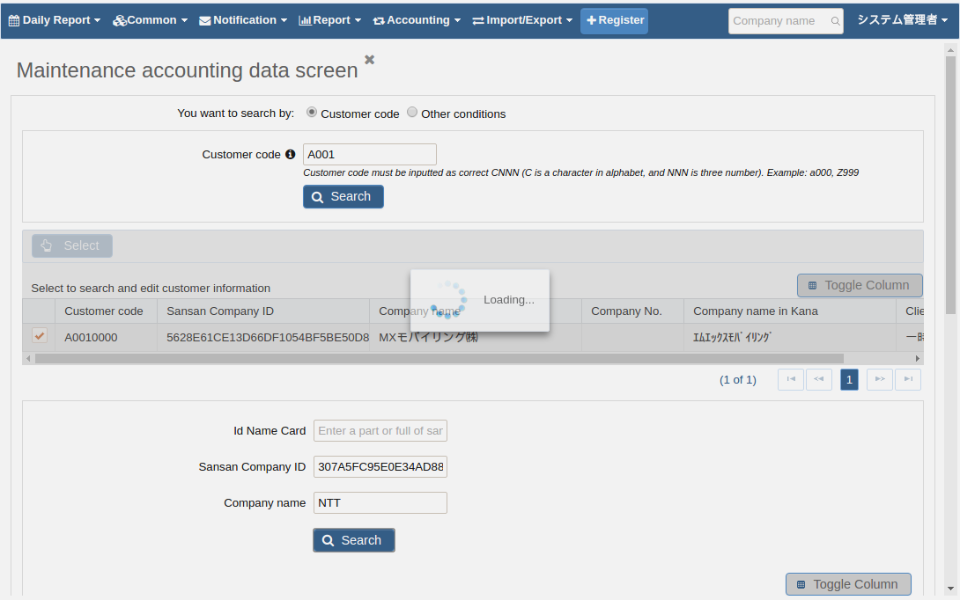 Daily Report Common Notification Report Accounting Import/Export Register Company name システム管理者
Maintenance accounting data screen
You want to search by: Customer code Other conditions
Customer code A001
Customer code must be inputted as correct CNNN (C is a character in alphabet, and NNN is three number). Example: a000, Z999
Search
Select
Select to search and edit customer information Toggle Column
Loading...
Customer code Sansan Company ID Company name Company No. Company name in Kana Clie
A0010000 5628E61CE13D66DF1054BF5BE50D8 MXモバイリング㈱ ｴﾑｴｯｸｽﾓﾊﾞｲﾘﾝｸﾞ 一時
(1 of 1) 1
Id Name Card Enter a part or full of sar
Sansan Company ID 307A5FC95E0E34AD88
Company name NTT
Search
Toggle Column